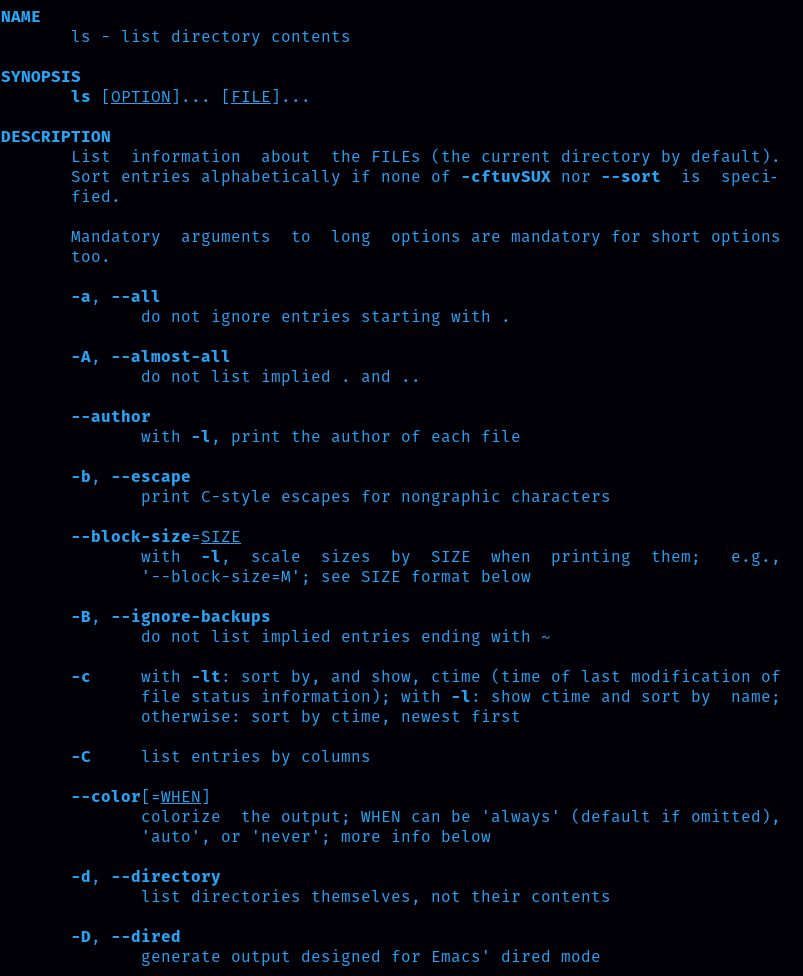 NAME
ls - list directory contents
SYNOPSIS
ls [OPTION]... [FILE]...
DESCRIPTION
List  information  about  the FILEs (the current directory by default).
Sort entries alphabetically if none of -cftuvSUX nor --sort  is  speci-
fied.
Mandatory  arguments  to  long  options are mandatory for short options
too.
-a, --all
do not ignore entries starting with .
-A, --almost-all
do not list implied . and ..
--author
with -l, print the author of each file
-b, --escape
print C-style escapes for nongraphic characters
--block-size=SIZE
with  -l,  scale  sizes  by  SIZE  when  printing  them;   e.g.,
'--block-size=M'; see SIZE format below
-B, --ignore-backups
do not list implied entries ending with ~
-c     with -lt: sort by, and show, ctime (time of last modification of
file status information); with -l: show ctime and sort by  name;
otherwise: sort by ctime, newest first
-C     list entries by columns
--color[=WHEN]
colorize  the output; WHEN can be 'always' (default if omitted),
'auto', or 'never'; more info below
-d, --directory
list directories themselves, not their contents
-D, --dired
generate output designed for Emacs' dired mode